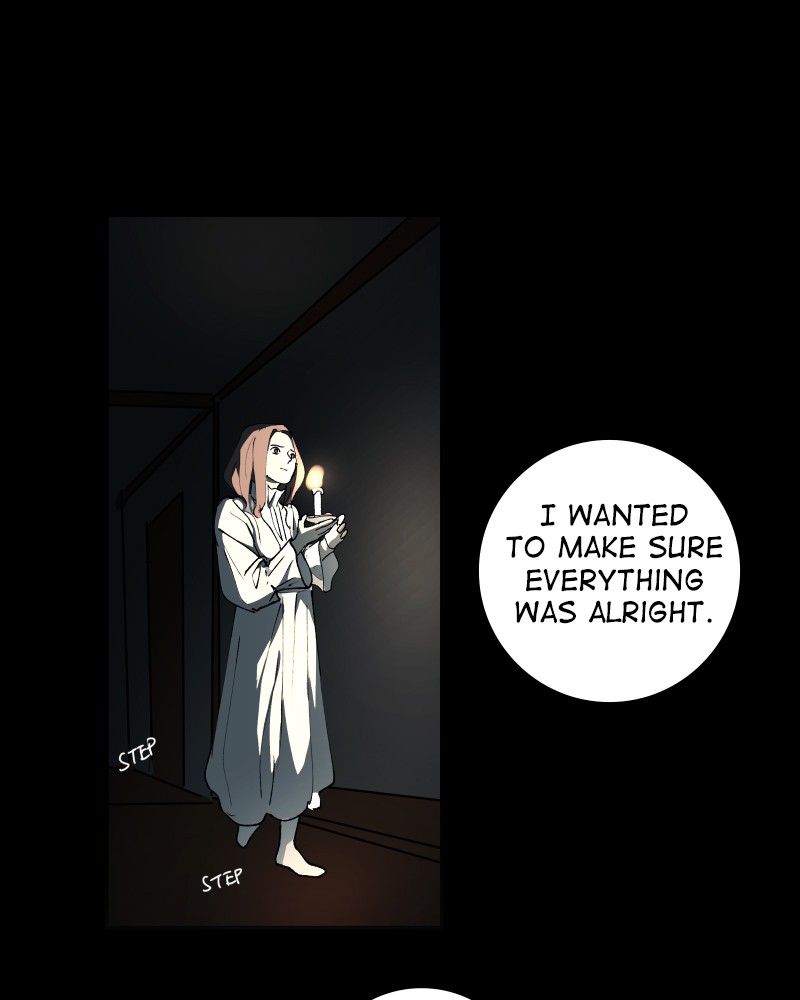 I WANTED
TO MAKE SURE
EVERYTHING
WAS ALRIGHT.
STEP
STEP